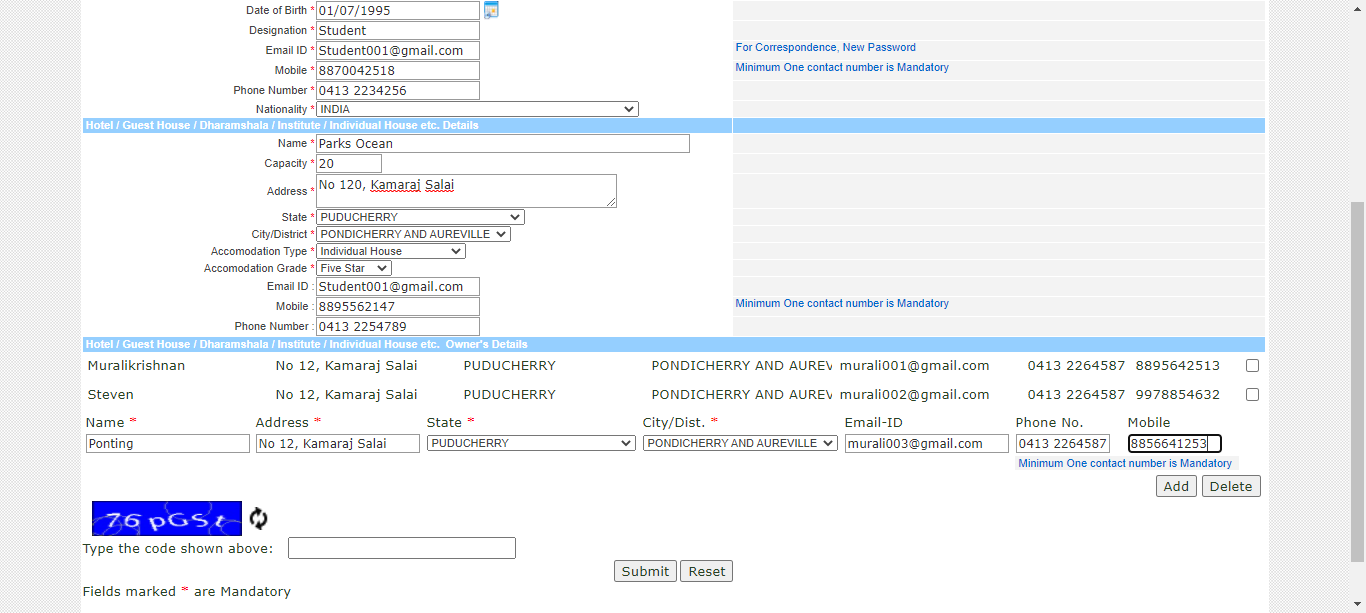 Date of Birth * 01/07/1995
Designation * Student
Email ID * Student001@gmail.com
For Correspondence, New Password
Mobile * 8870042518
Minimum One contact number is Mandatory
Phone Number * 0413 2234256
Nationality * INDIA
Hotel / Guest House / Dharamshala / Institute / Individual House etc. Details
Name * Parks Ocean
Capacity * 20
Address * No 120, Kamaraj Salai
State * PUDUCHERRY
City/District * PONDICHERRY AND AUREVILLE
Accomodation Type * Individual House
Accomodation Grade * Five Star
Email ID : Student001@gmail.com
Mobile : 8895562147
Minimum One contact number is Mandatory
Phone Number : 0413 2254789
Hotel / Guest House / Dharamshala / Institute / Individual House etc. Owner's Details
Muralikrishnan No 12, Kamaraj Salai PUDUCHERRY PONDICHERRY AND AUREV murali001@gmail.com 0413 2264587 8895642513
Steven No 12, Kamaraj Salai PUDUCHERRY PONDICHERRY AND AUREV murali002@gmail.com 0413 2264587 9978854632
Name * Address * State * City/Dist. * Email-ID Phone No. Mobile
Ponting No 12, Kamaraj Salai PUDUCHERRY PONDICHERRY AND AUREVILLE murali003@gmail.com 0413 2264587 8856641253
Minimum One contact number is Mandatory
Add Delete
76pGSt
Type the code shown above:
Submit Reset
Fields marked * are Mandatory